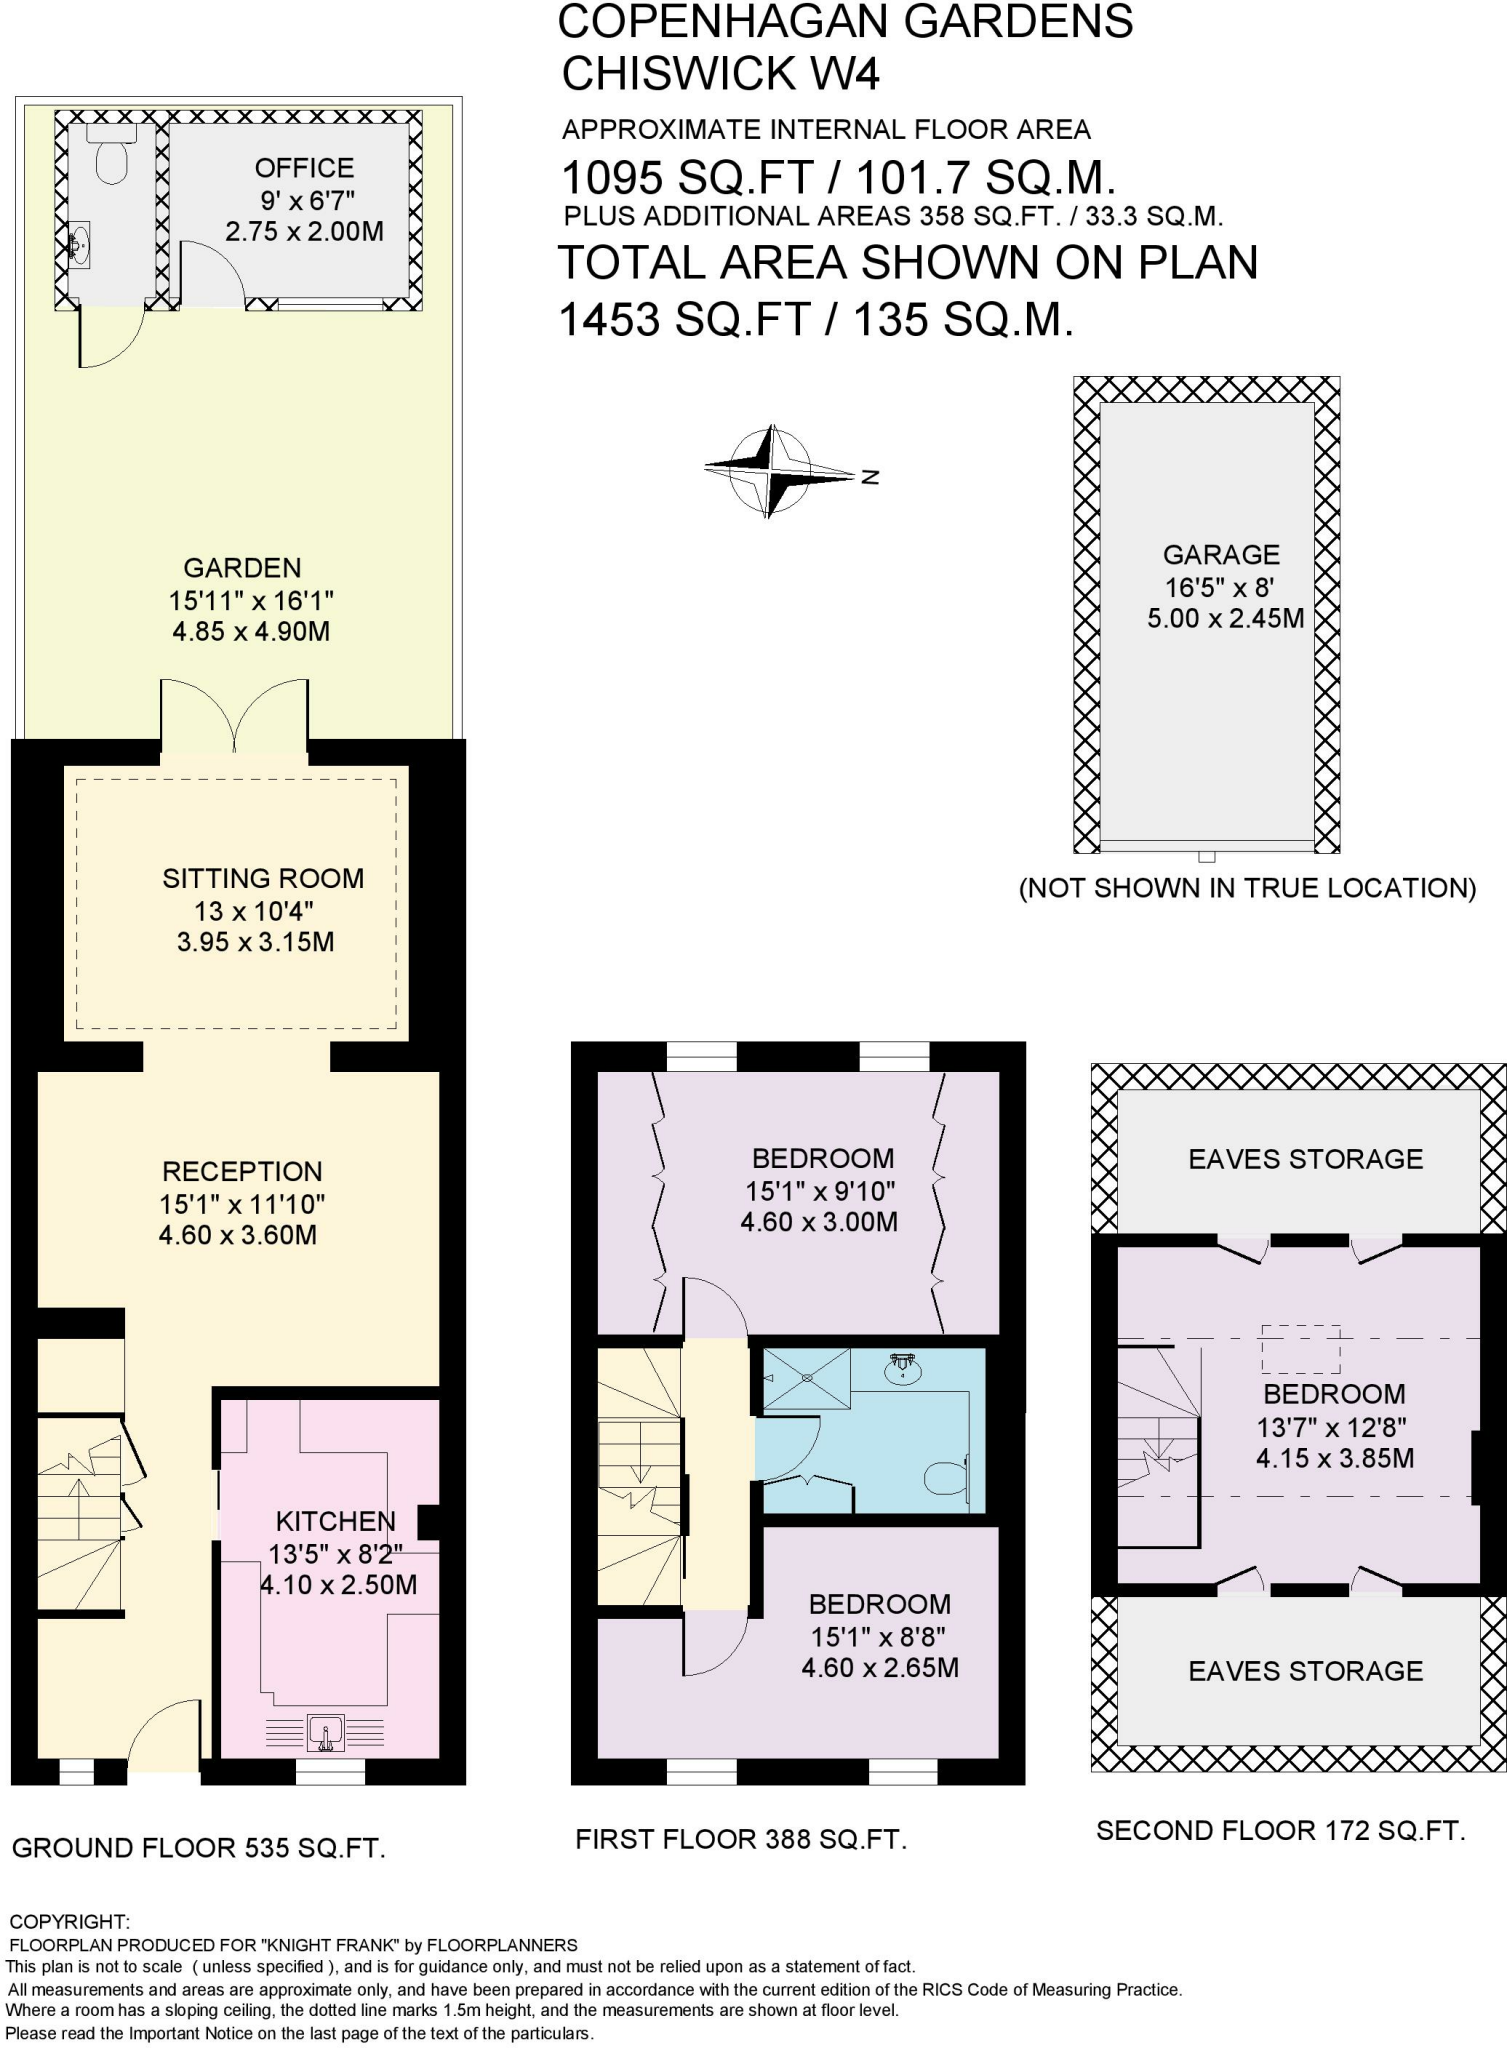 COPENHAGAN GARDENS
CHISWICK W4
APPROXIMATE INTERNAL FLOOR AREA
1095 SQ.FT / 101.7 SQ.M.
PLUS ADDITIONAL AREAS 358 SQ.FT. / 33.3 SQ.M.
TOTAL AREA SHOWN ON PLAN
1453 SQ.FT / 135 SQ.M.
OFFICE
9' x 6'7"
2.75 x 2.00M
N
GARDEN
15'11" x 16'1"
4.85 x 4.90M
GARAGE
16'5" x 8'
5.00 x 2.45M
(NOT SHOWN IN TRUE LOCATION)
SITTING ROOM
13 x 10'4"
3.95 x 3.15M
RECEPTION
15'1" x 11'10"
4.60 x 3.60M
KITCHEN
13'5" x 8'2"
4.10 x 2.50M
GROUND FLOOR 535 SQ.FT.
BEDROOM
15'1" x 9'10"
4.60 x 3.00M
BEDROOM
15'1" x 8'8"
4.60 x 2.65M
FIRST FLOOR 388 SQ.FT.
EAVES STORAGE
BEDROOM
13'7" x 12'8"
4.15 x 3.85M
EAVES STORAGE
SECOND FLOOR 172 SQ.FT.
COPYRIGHT:
FLOORPLAN PRODUCED FOR "KNIGHT FRANK" by FLOORPLANNERS
This plan is not to scale ( unless specified ), and is for guidance only, and must not be relied upon as a statement of fact.
All measurements and areas are approximate only, and have been prepared in accordance with the current edition of the RICS Code of Measuring Practice.
Where a room has a sloping ceiling, the dotted line marks 1.5m height, and the measurements are shown at floor level.
Please read the Important Notice on the last page of the text of the particulars.